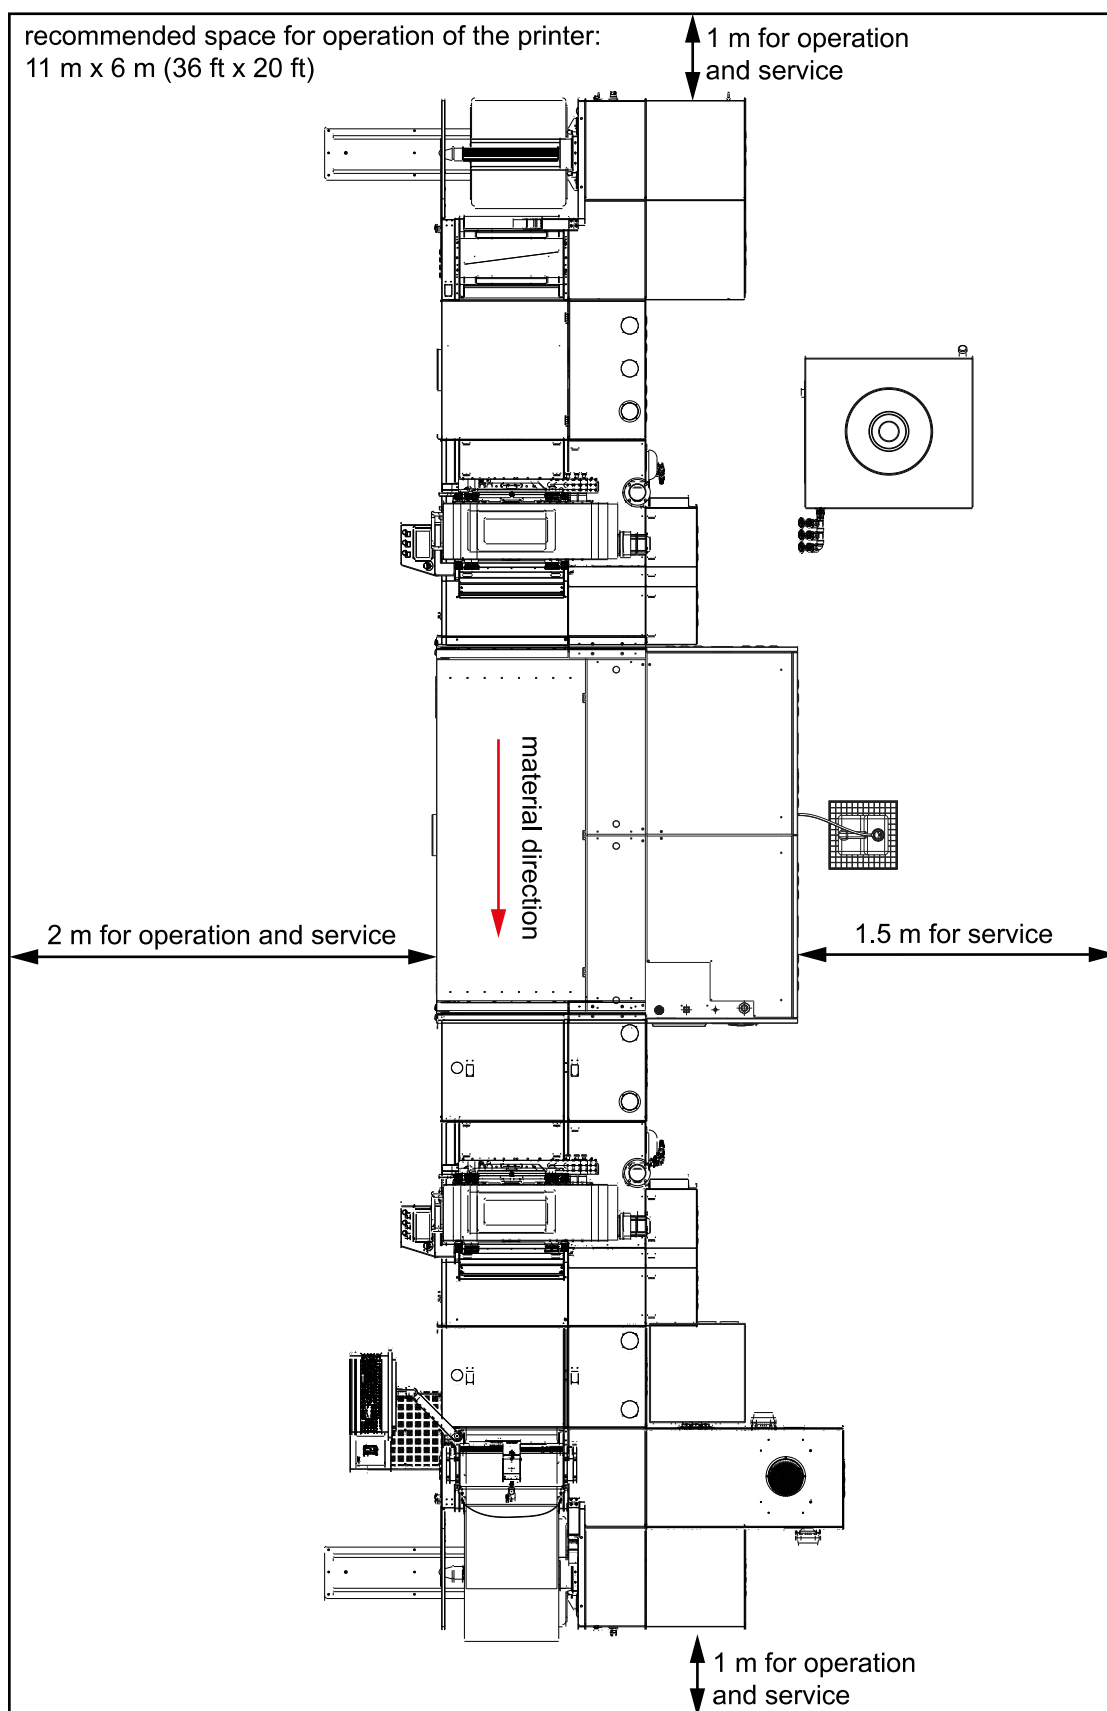 recommended space for operation of the printer:
11 m x 6 m (36 ft x 20 ft)
1 m for operation
and service
material direction
2 m for operation and service
1.5 m for service
1 m for operation
and service